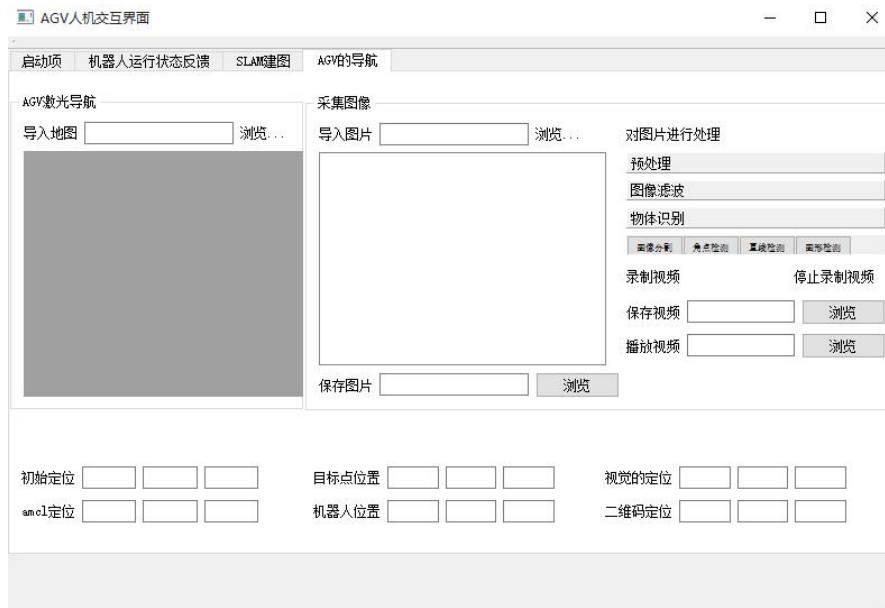 AGV人机交互界面
启动项 机器人运行状态反馈 SLAM建图 AGV的导航
AGV激光导航 采集图像
导入地图 浏览... 导入图片 浏览... 对图片进行处理
预处理
图像滤波
物体识别
图像分割 角点检测 直线检测 圆形检测
录制视频 停止录制视频
保存视频 浏览
播放视频 浏览
保存图片 浏览
初始定位 目标点位置 视觉的定位
amcl定位 机器人位置 二维码定位